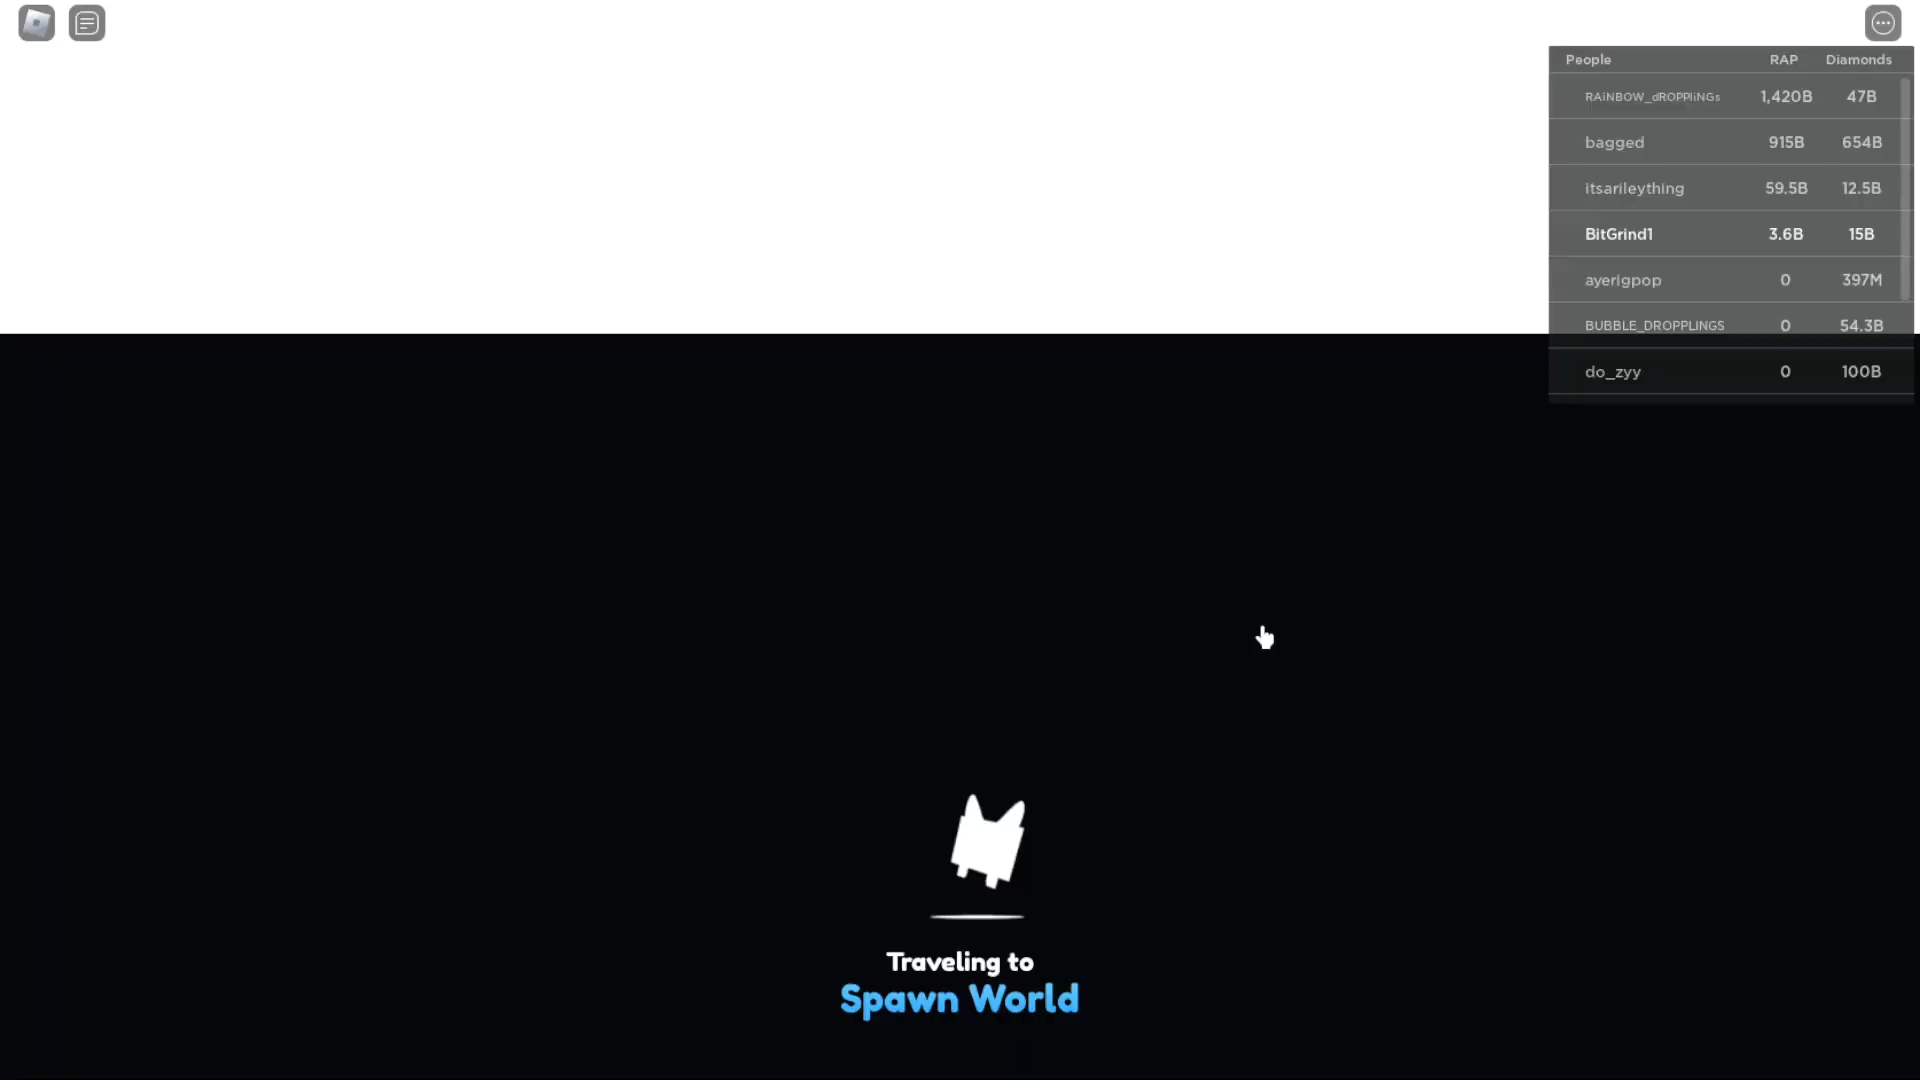 People RAP Diamonds
RAiNBOW_dROPPliNGs 1,420B 47B
bagged 915B 654B
itsarileything 59.5B 12.5B
BitGrind1 3.6B 15B
ayerigpop 0 397M
BUBBLE_DROPPLINGS 0 54.3B
do_zyy 0 100B
Traveling to
Spawn World